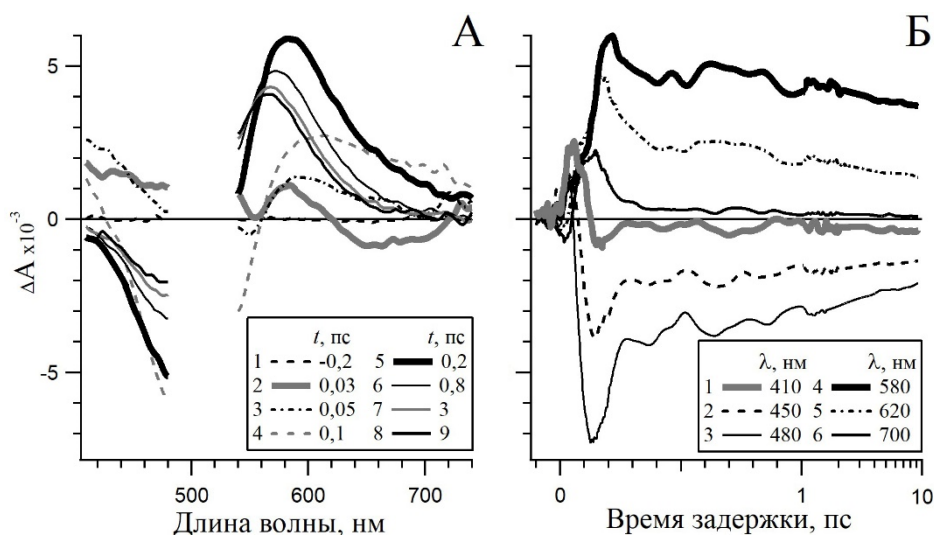 А
Б
5
0
-5
ΔA x10⁻³
t, пс t, пс
1 -0,2 5 0,2
2 0,03 6 0,8
3 0,05 7 3
4 0,1 8 9
λ, нм λ, нм
1 410 4 580
2 450 5 620
3 480 6 700
500 600 700
0 1 10
Длина волны, нм
Время задержки, пс